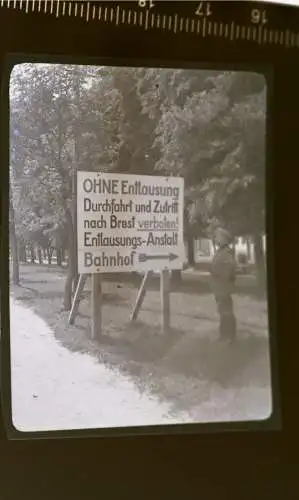 18 17 16
OHNE Entlausung
Durchfahrt und Zutritt
nach Brest verboten!
Entlausungs-Anstalt
Bahnhof